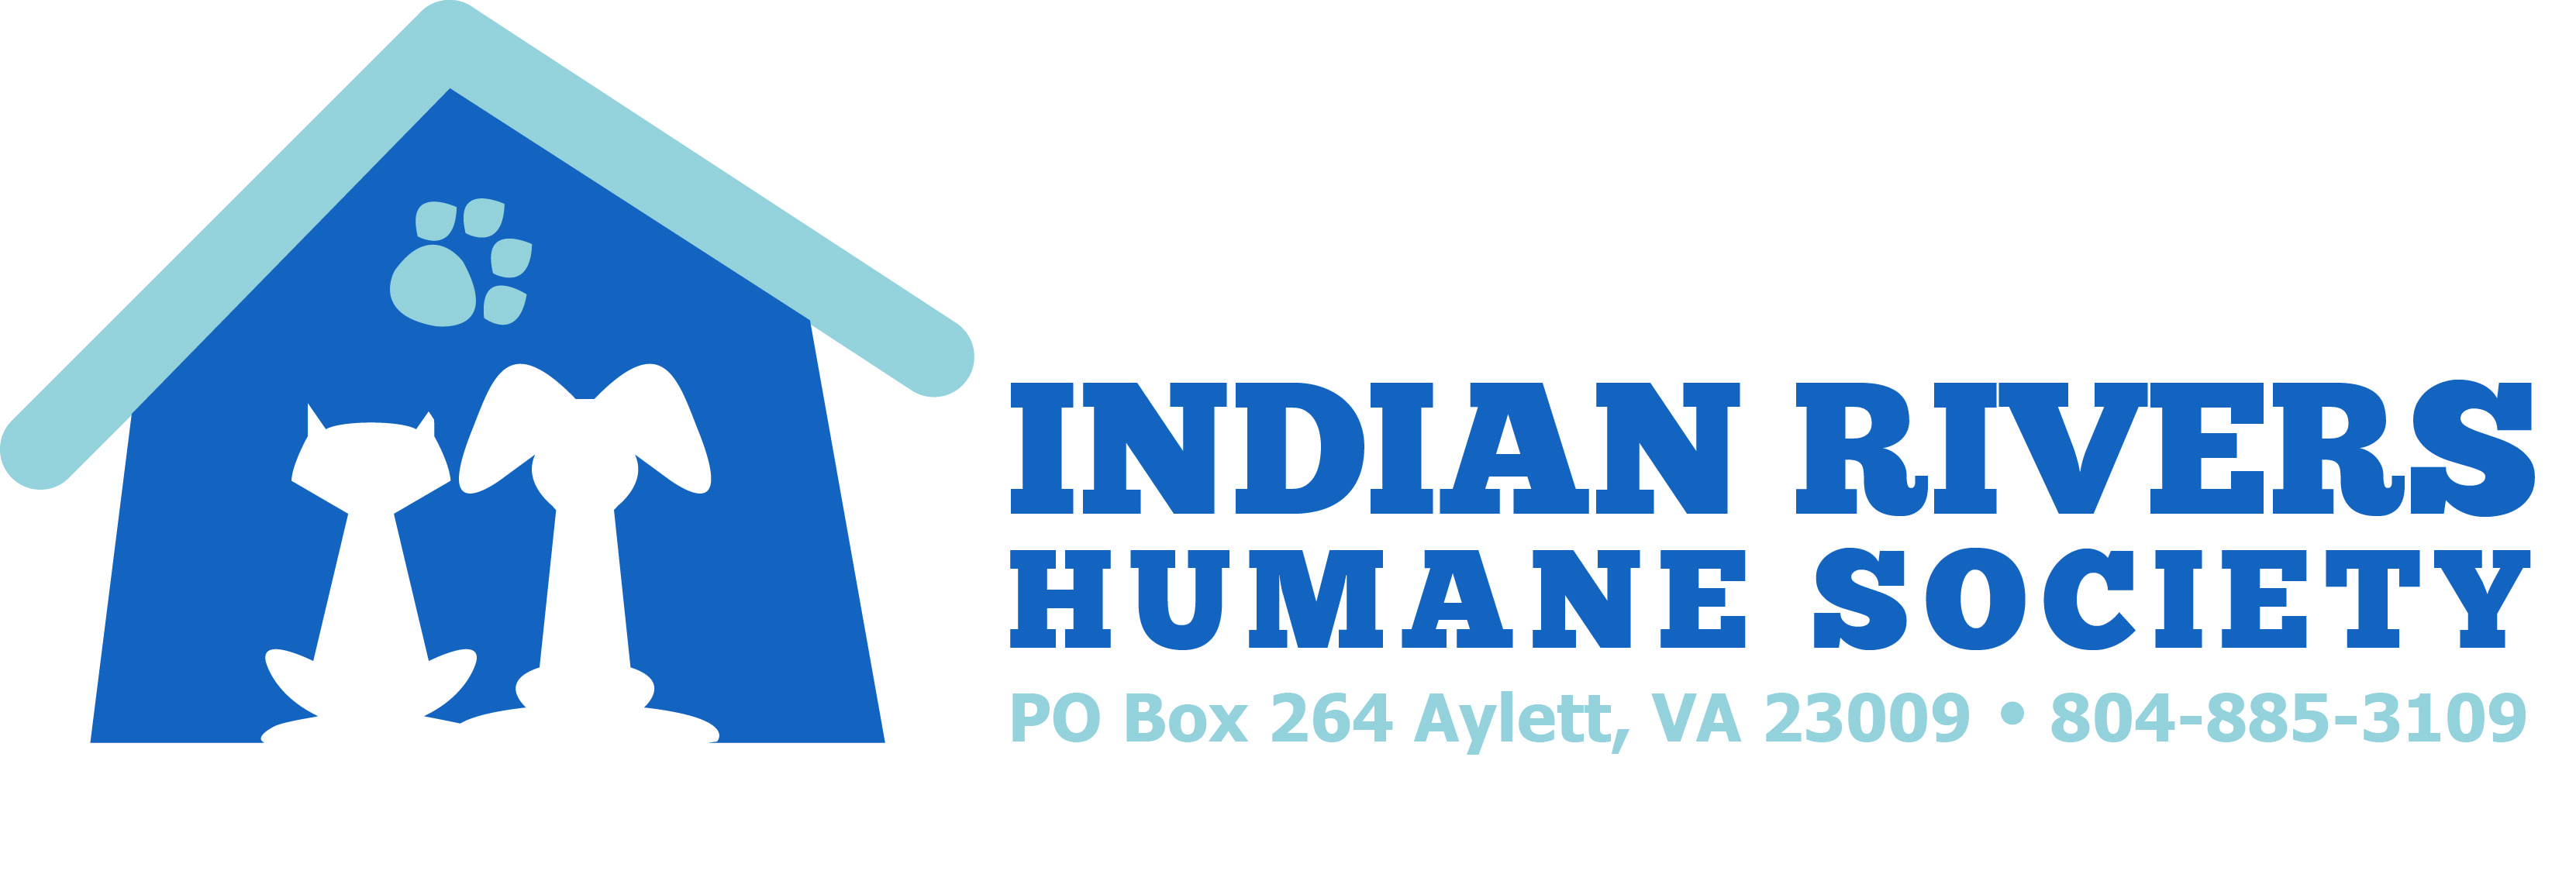 INDIAN RIVERS
HUMANE SOCIETY
PO Box 264 Aylett, VA 23009 • 804-885-3109